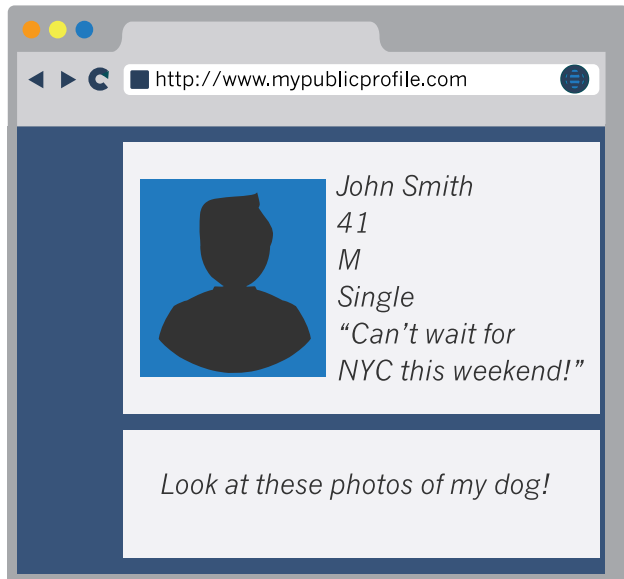 http://www.mypublicprofile.com
John Smith
41
M
Single
“Can’t wait for
NYC this weekend!”
Look at these photos of my dog!